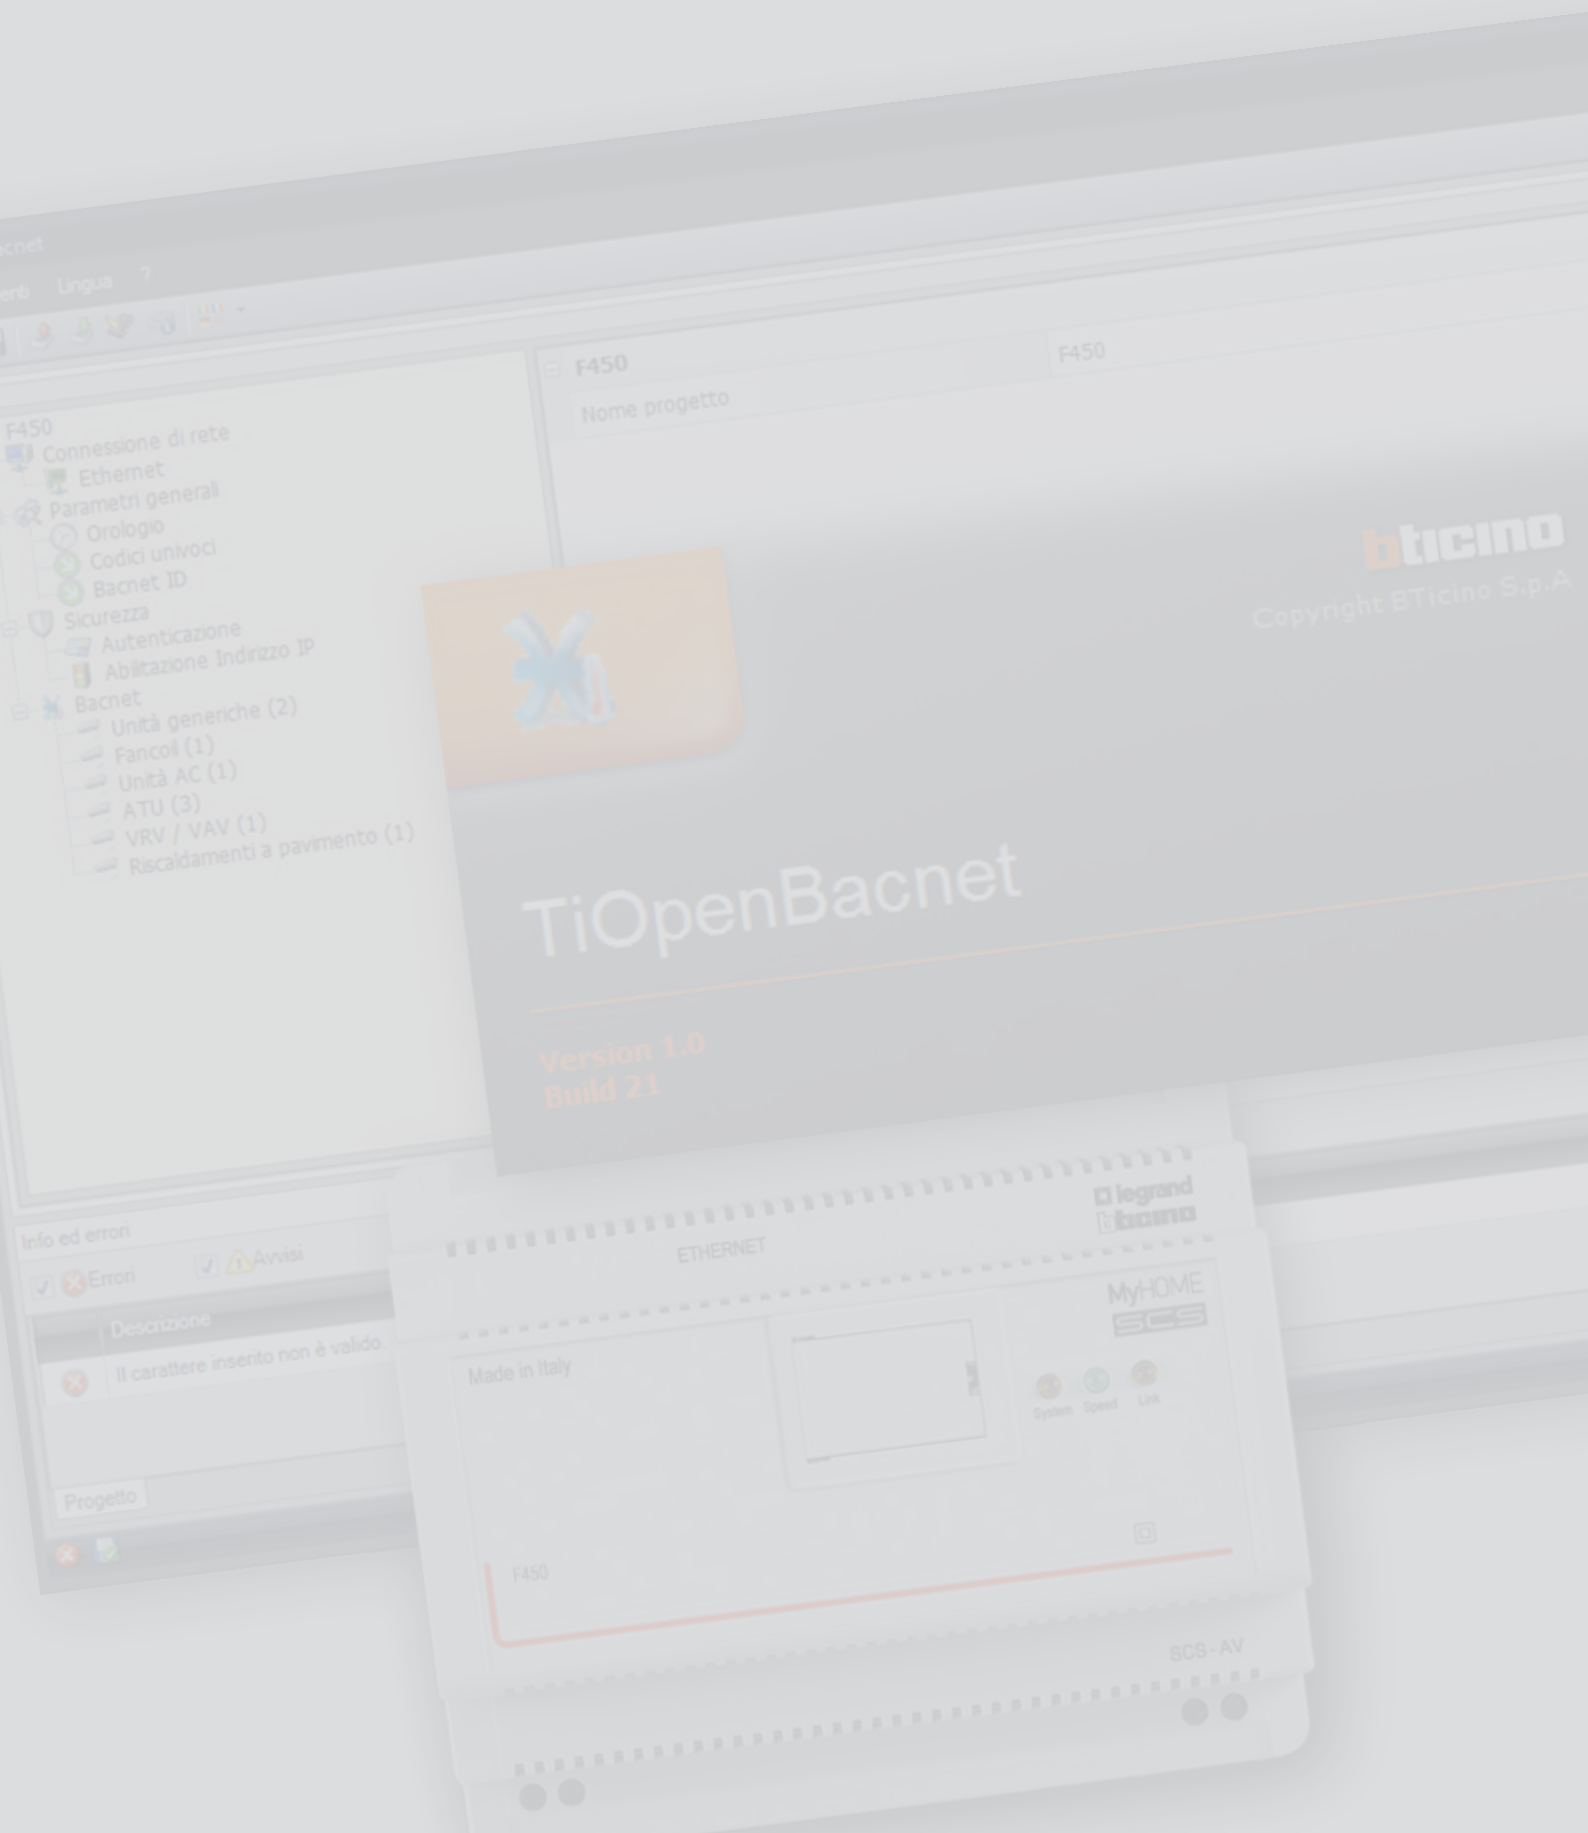 acnet
enti Lingua ?
F450
Connessione di rete
Ethernet
Parametri generali
Orologio
Codici univoci
Bacnet ID
Sicurezza
Autenticazione
Abilitazione Indirizzo IP
Bacnet
Unità generiche (2)
Fancoil (1)
Unità AC (1)
ATU (3)
VRV / VAV (1)
Riscaldamenti a pavimento (1)
F450
Nome progetto F450
bticino
Copyright BTicino S.p.A
TiOpenBacnet
Version 1.0
Build 21
Info ed errori
Errori Avvisi
Descrizione
Il carattere inserito non è valido.
Progetto
legrand
bticino
ETHERNET
MyHOME
SCS
Made in Italy
System Speed Link
F450
SCS-AV